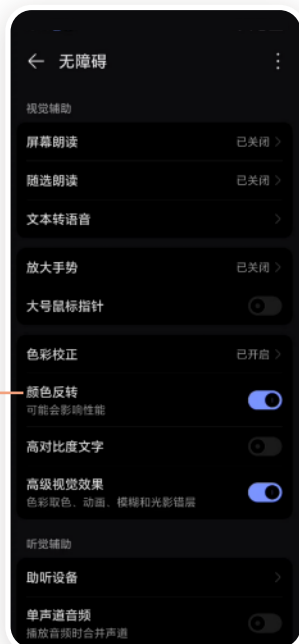 无障碍
视觉辅助
屏幕朗读 已关闭
随选朗读 已关闭
文本转语音
放大手势 已关闭
大号鼠标指针
色彩校正 已开启
颜色反转
可能会影响性能
高对比度文字
高级视觉效果
色彩取色、动画、模糊和光影错层
听觉辅助
助听设备
单声道音频
播放音频时合并声道